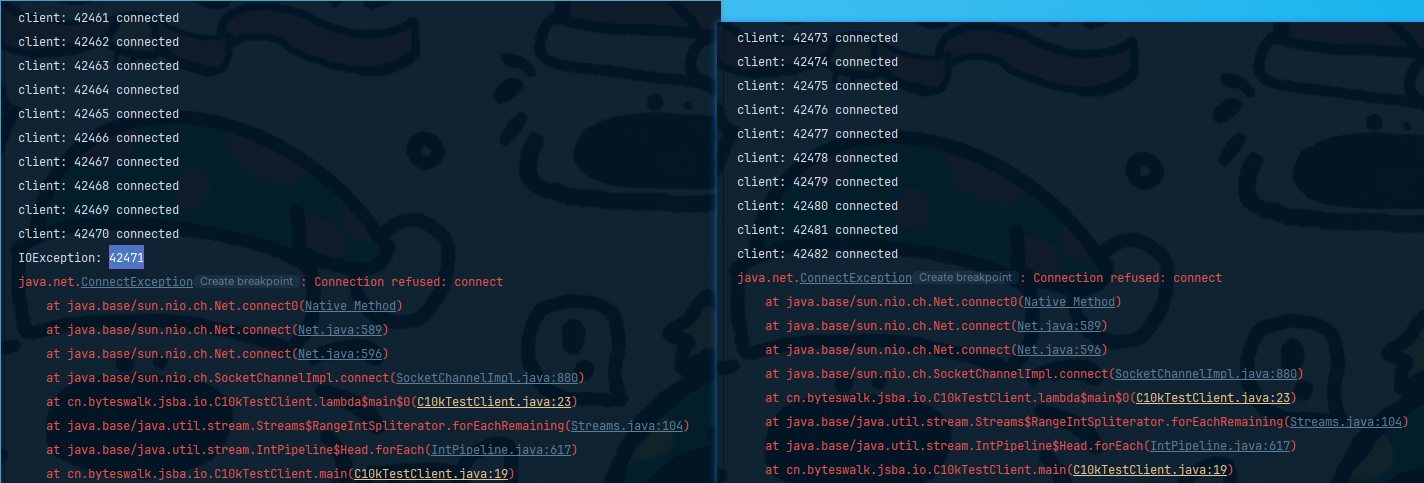 client: 42461 connected
client: 42462 connected
client: 42463 connected
client: 42464 connected
client: 42465 connected
client: 42466 connected
client: 42467 connected
client: 42468 connected
client: 42469 connected
client: 42470 connected
IOException: 42471
java.net.ConnectException Create breakpoint : Connection refused: connect
at java.base/sun.nio.ch.Net.connect0(Native Method)
at java.base/sun.nio.ch.Net.connect(Net.java:589)
at java.base/sun.nio.ch.Net.connect(Net.java:596)
at java.base/sun.nio.ch.SocketChannelImpl.connect(SocketChannelImpl.java:880)
at cn.byteswalk.jsba.io.C10kTestClient.lambda$main$0(C10kTestClient.java:23)
at java.base/java.util.stream.Streams$RangeIntSpliterator.forEachRemaining(Streams.java:104)
at java.base/java.util.stream.IntPipeline$Head.forEach(IntPipeline.java:617)
at cn.byteswalk.jsba.io.C10kTestClient.main(C10kTestClient.java:19)
client: 42473 connected
client: 42474 connected
client: 42475 connected
client: 42476 connected
client: 42477 connected
client: 42478 connected
client: 42479 connected
client: 42480 connected
client: 42481 connected
client: 42482 connected
java.net.ConnectException Create breakpoint : Connection refused: connect
at java.base/sun.nio.ch.Net.connect0(Native Method)
at java.base/sun.nio.ch.Net.connect(Net.java:589)
at java.base/sun.nio.ch.Net.connect(Net.java:596)
at java.base/sun.nio.ch.SocketChannelImpl.connect(SocketChannelImpl.java:880)
at cn.byteswalk.jsba.io.C10kTestClient.lambda$main$0(C10kTestClient.java:23)
at java.base/java.util.stream.Streams$RangeIntSpliterator.forEachRemaining(Streams.java:104)
at java.base/java.util.stream.IntPipeline$Head.forEach(IntPipeline.java:617)
at cn.byteswalk.jsba.io.C10kTestClient.main(C10kTestClient.java:19)